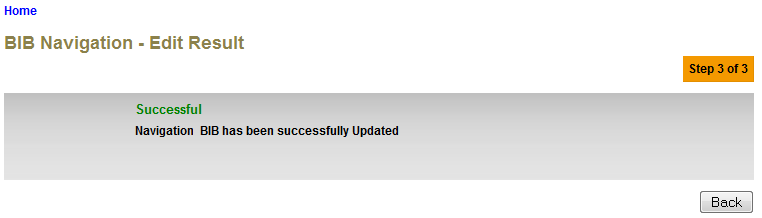 Home
BIB Navigation - Edit Result
Step 3 of 3
Successful
Navigation  BIB has been successfully Updated
Back